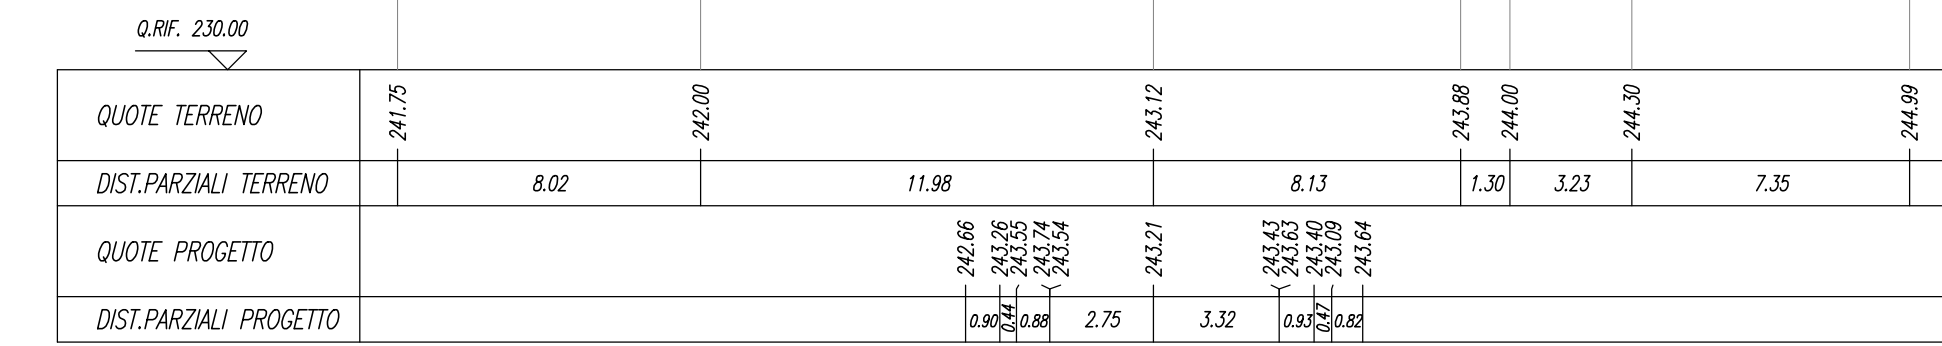 Q.RIF. 230.00
QUOTE TERRENO 241.75 242.00 243.12 243.88 244.00 244.30 244.99
DIST.PARZIALI TERRENO 8.02 11.98 8.13 1.30 3.23 7.35
QUOTE PROGETTO 242.66 243.26 243.55 243.74 243.54 243.21 243.43 243.63 243.40 243.09 243.64
DIST.PARZIALI PROGETTO 0.90 0.44 0.88 2.75 3.32 0.93 0.47 0.82